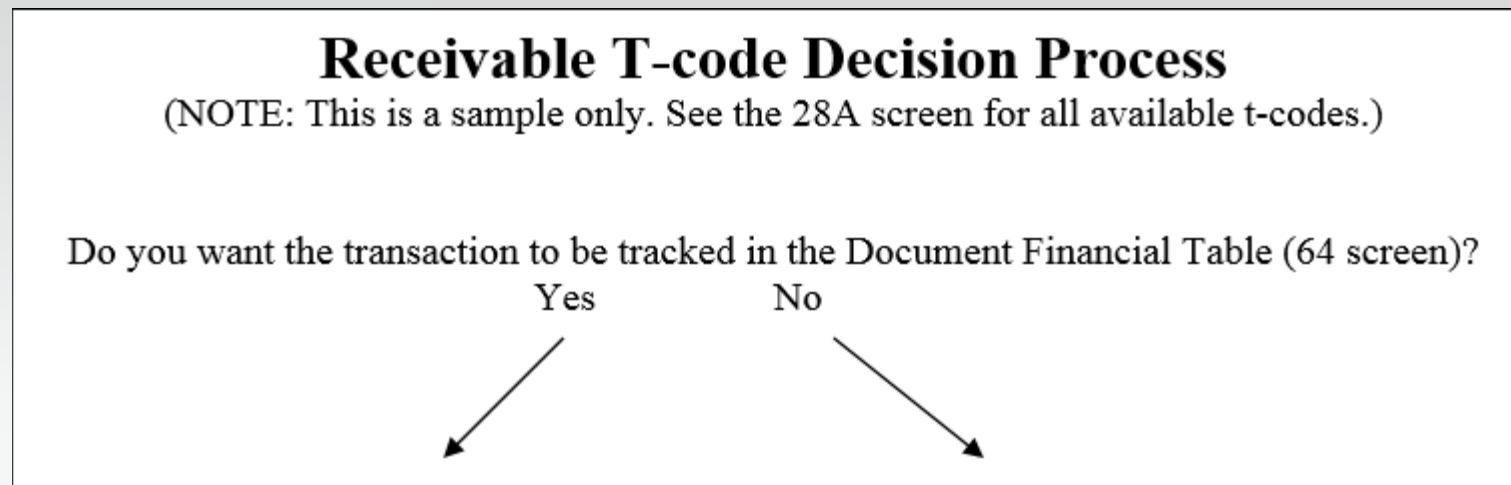 Receivable T-code Decision Process
(NOTE: This is a sample only. See the 28A screen for all available t-codes.)
Do you want the transaction to be tracked in the Document Financial Table (64 screen)?
Yes No